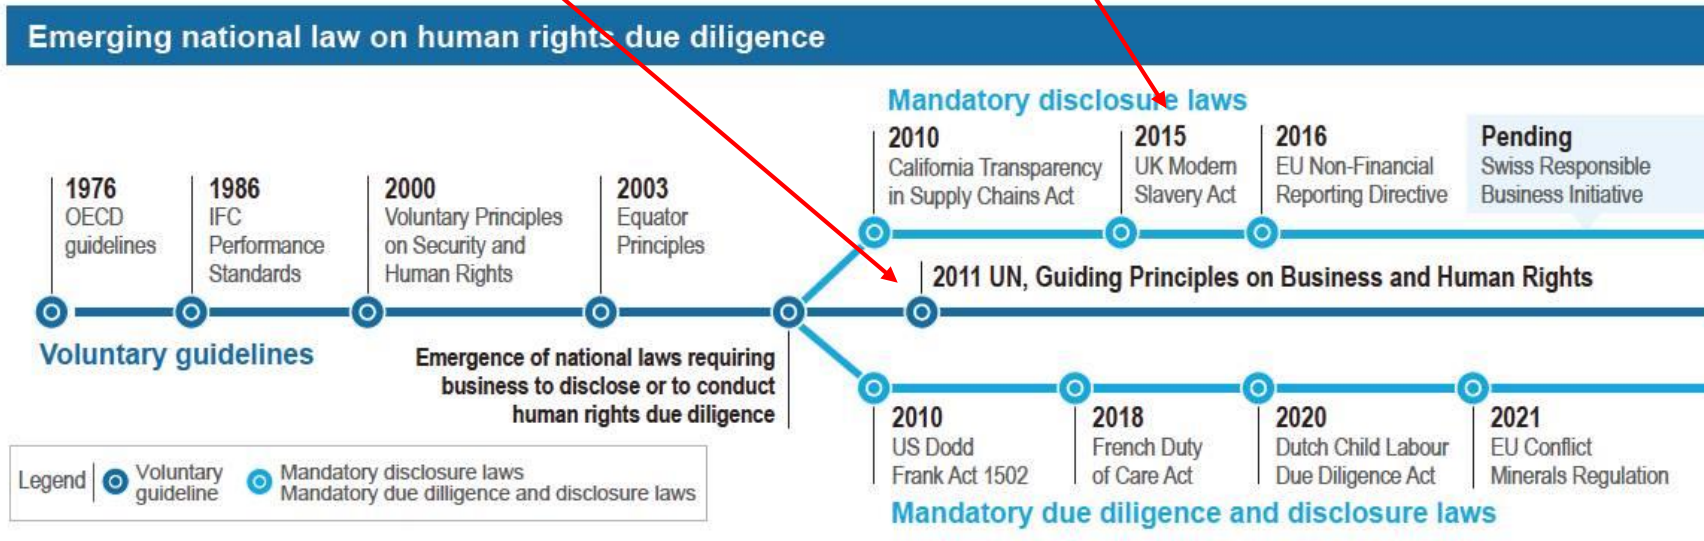 Emerging national law on human rights due diligence
Mandatory disclosure laws
2010
California Transparency
in Supply Chains Act
2015
UK Modern
Slavery Act
2016
EU Non-Financial
Reporting Directive
Pending
Swiss Responsible
Business Initiative
1976
OECD
guidelines
1986
IFC
Performance
Standards
2000
Voluntary Principles
on Security and
Human Rights
2003
Equator
Principles
2011 UN, Guiding Principles on Business and Human Rights
Voluntary guidelines
Emergence of national laws requiring
business to disclose or to conduct
human rights due diligence
2010
US Dodd
Frank Act 1502
2018
French Duty
of Care Act
2020
Dutch Child Labour
Due Diligence Act
2021
EU Conflict
Minerals Regulation
Mandatory due diligence and disclosure laws
Legend
Voluntary
guideline
Mandatory disclosure laws
Mandatory due dilligence and disclosure laws